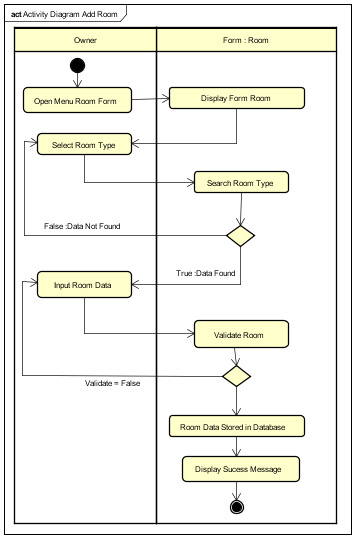 act Activity Diagram Add Room
Owner
Form : Room
Open Menu Room Form
Display Form Room
Select Room Type
Search Room Type
False :Data Not Found
True :Data Found
Input Room Data
Validate Room
Validate = False
Room Data Stored in Database
Display Sucess Message